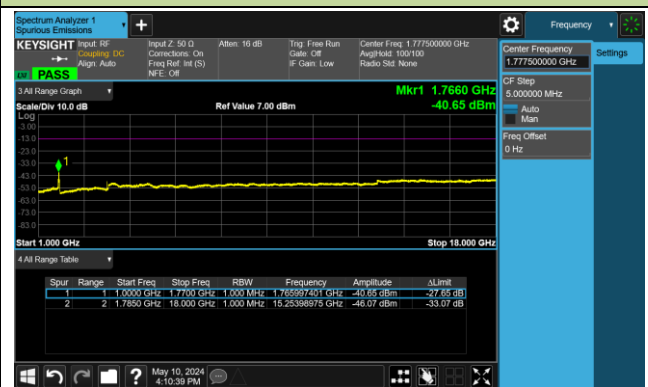 Spectrum Analyzer 1
Spurious Emissions
Frequency
KEYSIGHT
Input: RF
Coupling: DC
Align: Auto
Input Z: 50 Ω
Corrections: On
Freq Ref: Int (S)
NFE: Off
Atten: 16 dB
Trig: Free Run
Gate: Off
IF Gain: Low
Center Freq: 1.777500000 GHz
Avg|Hold: 100/100
Radio Std: None
PASS
Center Frequency
1.777500000 GHz
Settings
CF Step
5.000000 MHz
Auto
Man
Freq Offset
0 Hz
3 All Range Graph
Mkr1 1.7660 GHz
-40.65 dBm
Scale/Div 10.0 dB
Ref Value 7.00 dBm
Log
-3.00
-13.0
-23.0
-33.0
-43.0
-53.0
-63.0
-73.0
-83.0
1
Start 1.000 GHz
Stop 18.000 GHz
4 All Range Table
Spur Range Start Freq Stop Freq RBW Frequency Amplitude ΔLimit
1 1 1.0000 GHz 1.7700 GHz 1.000 MHz 1.765997401 GHz -40.65 dBm -27.65 dB
2 2 1.7850 GHz 18.000 GHz 1.000 MHz 15.25398975 GHz -46.07 dBm -33.07 dB
?
May 10, 2024
4:10:39 PM